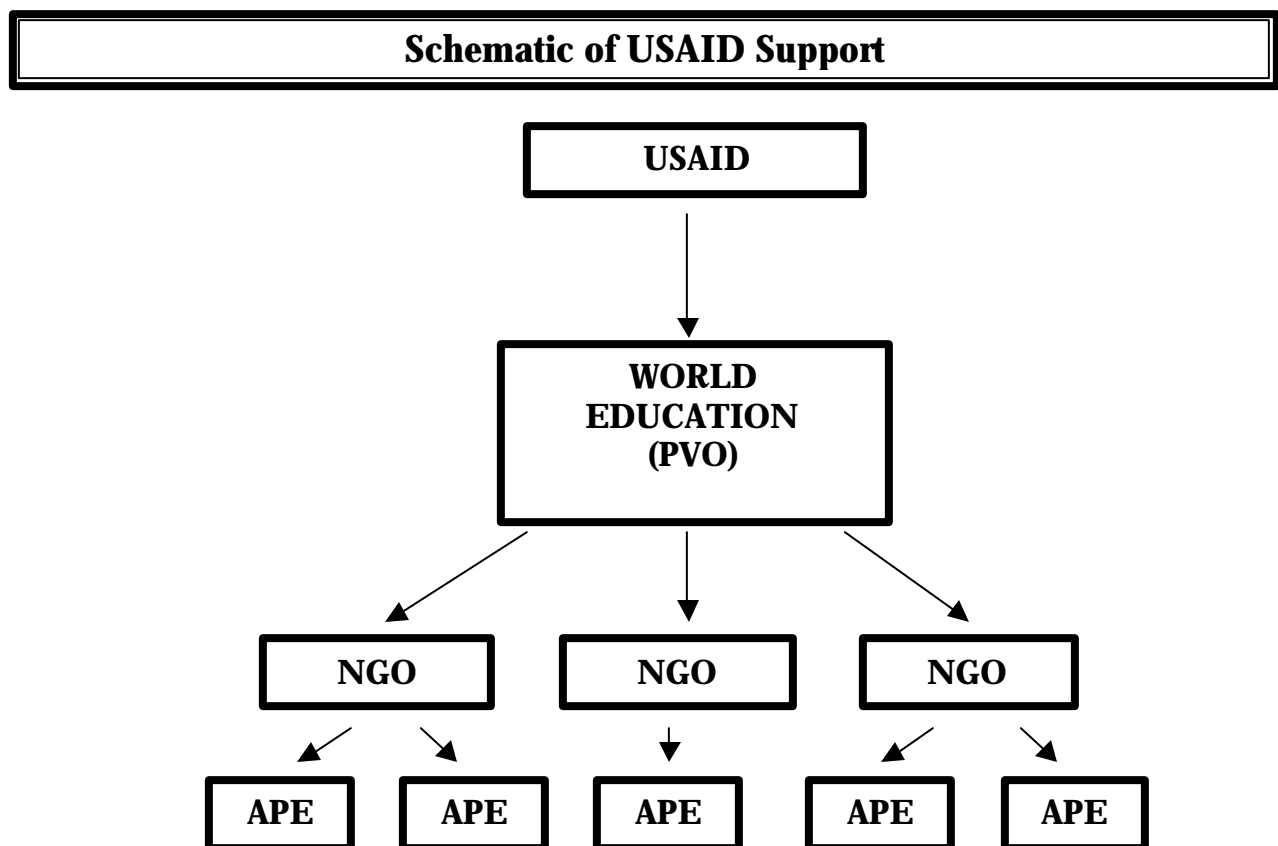 Schematic of USAID Support
USAID
WORLD
EDUCATION
(PVO)
NGO
NGO
NGO
APE
APE
APE
APE
APE